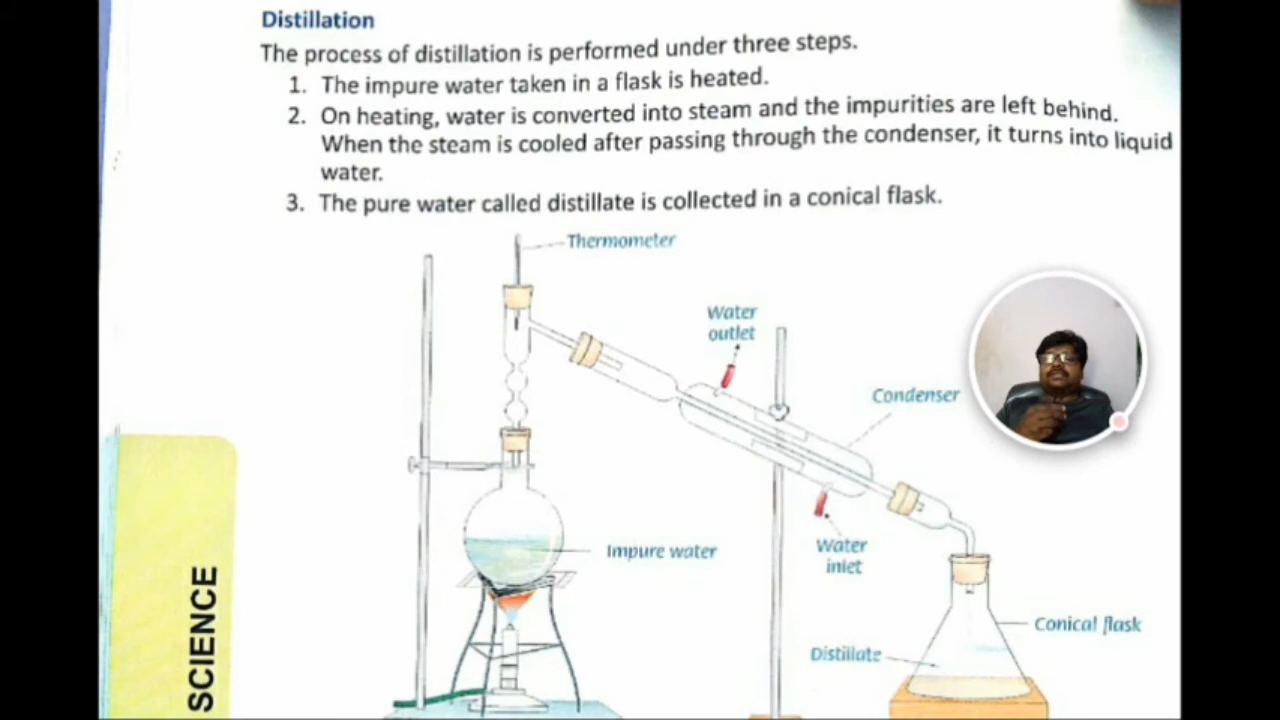 Distillation
The process of distillation is performed under three steps.
1. The impure water taken in a flask is heated.
2. On heating, water is converted into steam and the impurities are left behind.
When the steam is cooled after passing through the condenser, it turns into liquid
water.
3. The pure water called distillate is collected in a conical flask.
Thermometer
Water
outlet
Condenser
Impure water
Water
inlet
Conical flask
Distillate
SCIENCE